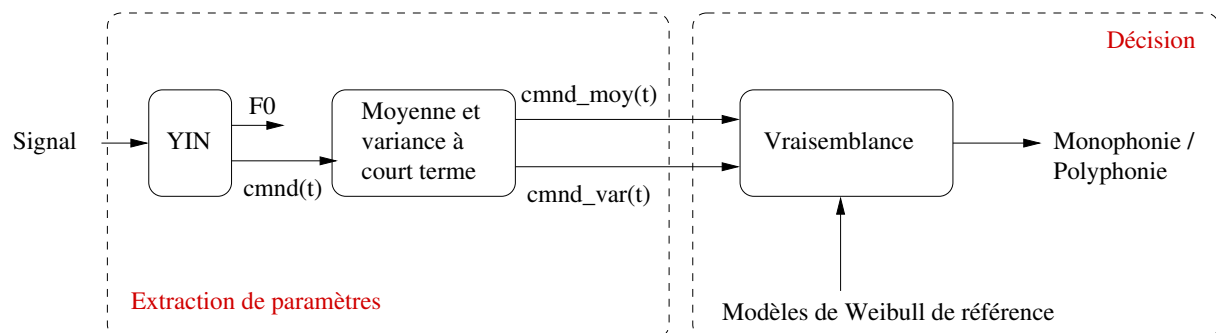 Décision
Signal
YIN
F0
cmnd(t)
Moyenne et
variance à
court terme
cmnd_moy(t)
cmnd_var(t)
Vraisemblance
Monophonie /
Polyphonie
Extraction de paramètres
Modèles de Weibull de référence